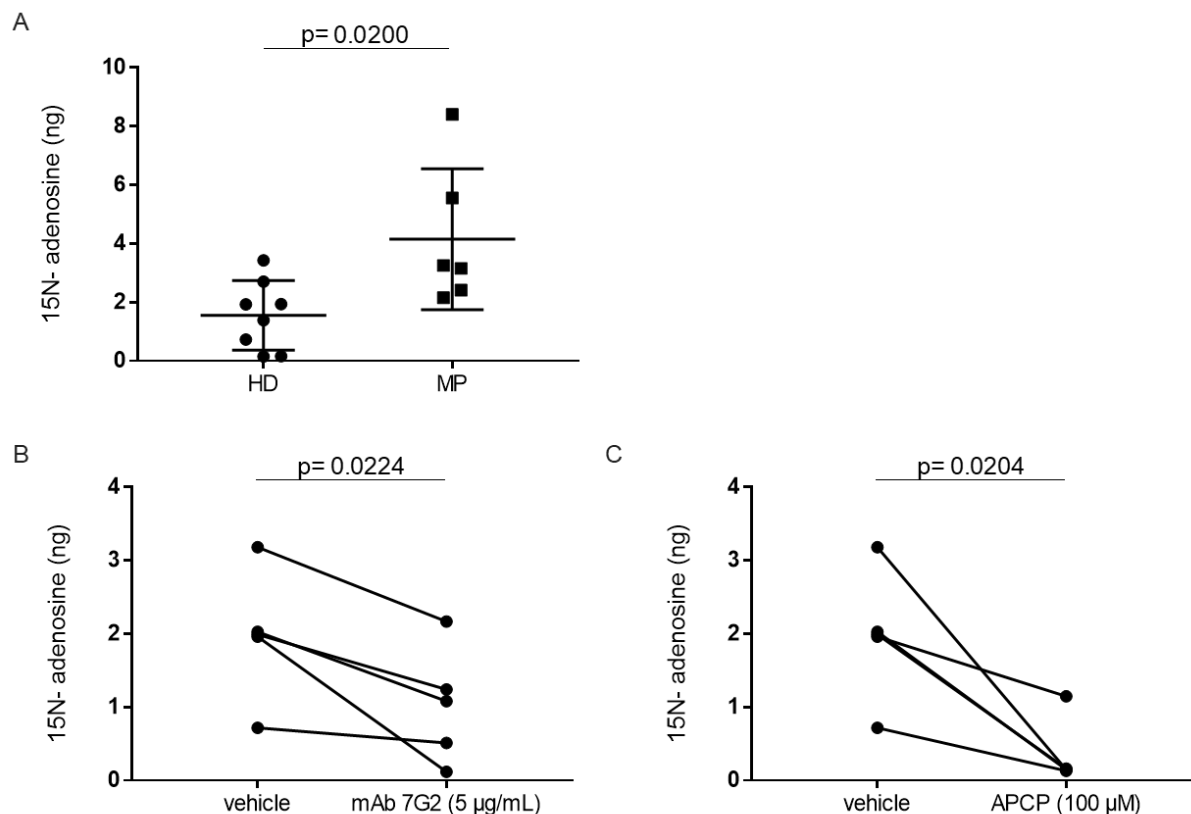 A
p=0.0200
15N- adenosine (ng)
10
8
6
4
2
0
HD
MP
B
p= 0.0224
15N- adenosine (ng)
4
3
2
1
0
vehicle
mAb 7G2 (5 µg/mL)
C
p= 0.0204
15N- adenosine (ng)
4
3
2
1
0
vehicle
APCP (100 µM)